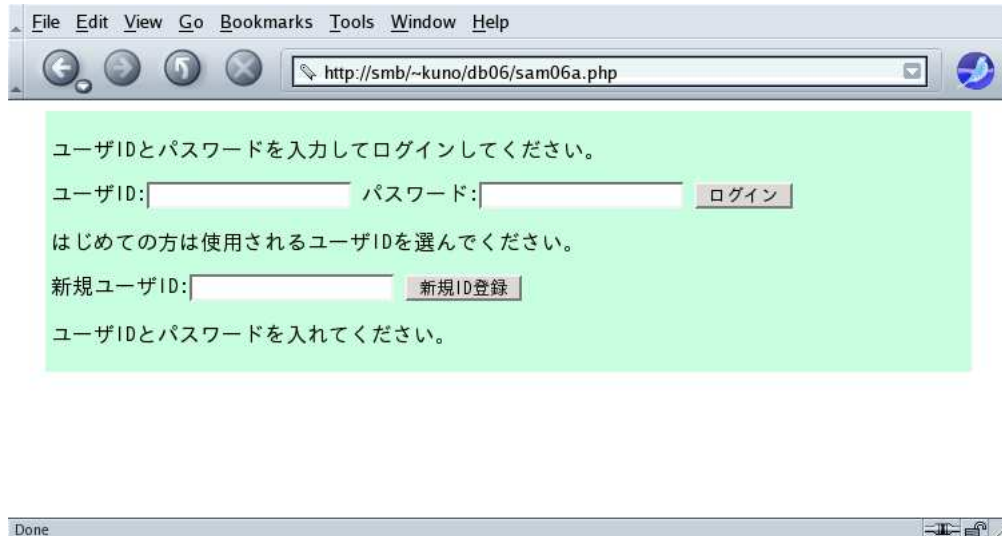 File Edit View Go Bookmarks Tools Window Help
http://smb/~kuno/db06/sam06a.php
ユーザIDとパスワードを入力してログインしてください。
ユーザID: パスワード: ログイン
はじめての方は使用されるユーザIDを選んでください。
新規ユーザID: 新規ID登録
ユーザIDとパスワードを入れてください。
Done